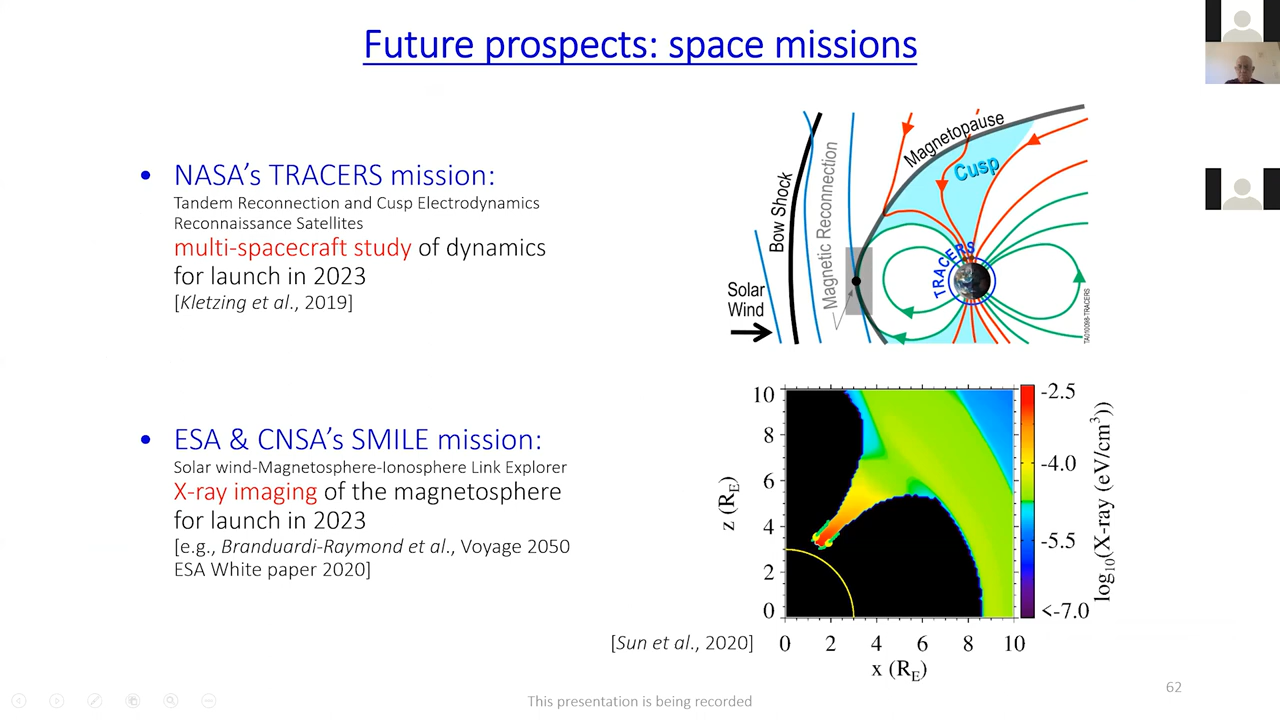 Future prospects: space missions
• NASA's TRACERS mission:
Tandem Reconnection and Cusp Electrodynamics
Reconnaissance Satellites
multi-spacecraft study of dynamics
for launch in 2023
[Kletzing et al., 2019]
Magnetopause
Cusp
Bow Shock
Magnetic Reconnection
TRACERS
Solar
Wind
TA010098-TRACERS
• ESA & CNSA's SMILE mission:
Solar wind-Magnetosphere-Ionosphere Link Explorer
X-ray imaging of the magnetosphere
for launch in 2023
[e.g., Branduardi-Raymond et al., Voyage 2050
ESA White paper 2020]
10
8
6
4
2
0
z (RE)
0 2 4 6 8 10
x (RE)
-2.5
-4.0
-5.5
<-7.0
log10(X-ray (eV/cm3))
[Sun et al., 2020]
62
This presentation is being recorded